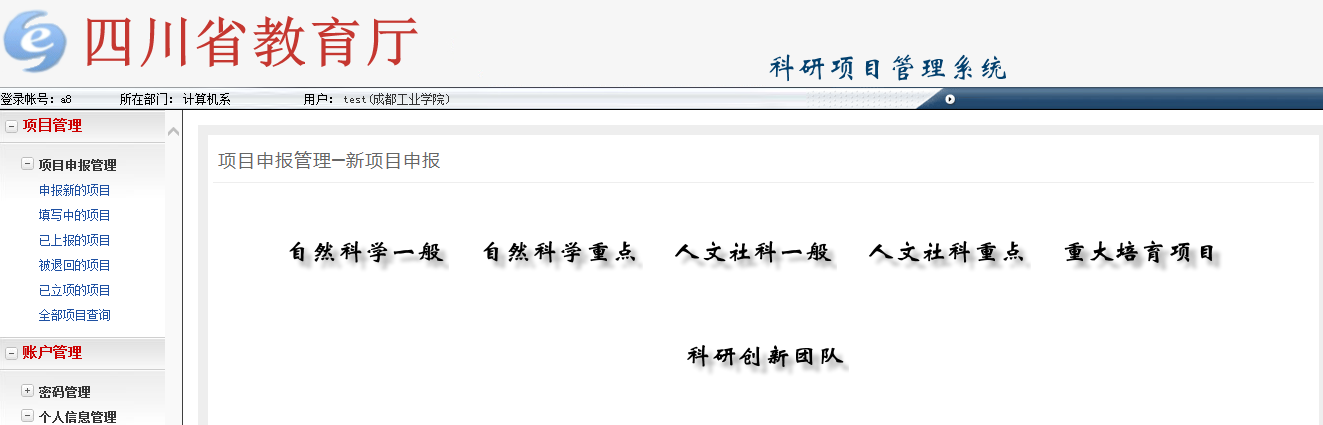 四川省教育厅
科研项目管理系统
登录帐号：a8 所在部门：计算机系 用户：test(成都工业学院)
项目管理
项目申报管理
申报新的项目
填写中的项目
已上报的项目
被退回的项目
已立项的项目
全部项目查询
账户管理
密码管理
个人信息管理
项目申报管理—新项目申报
自然科学一般 自然科学重点 人文社科一般 人文社科重点 重大培育项目
科研创新团队